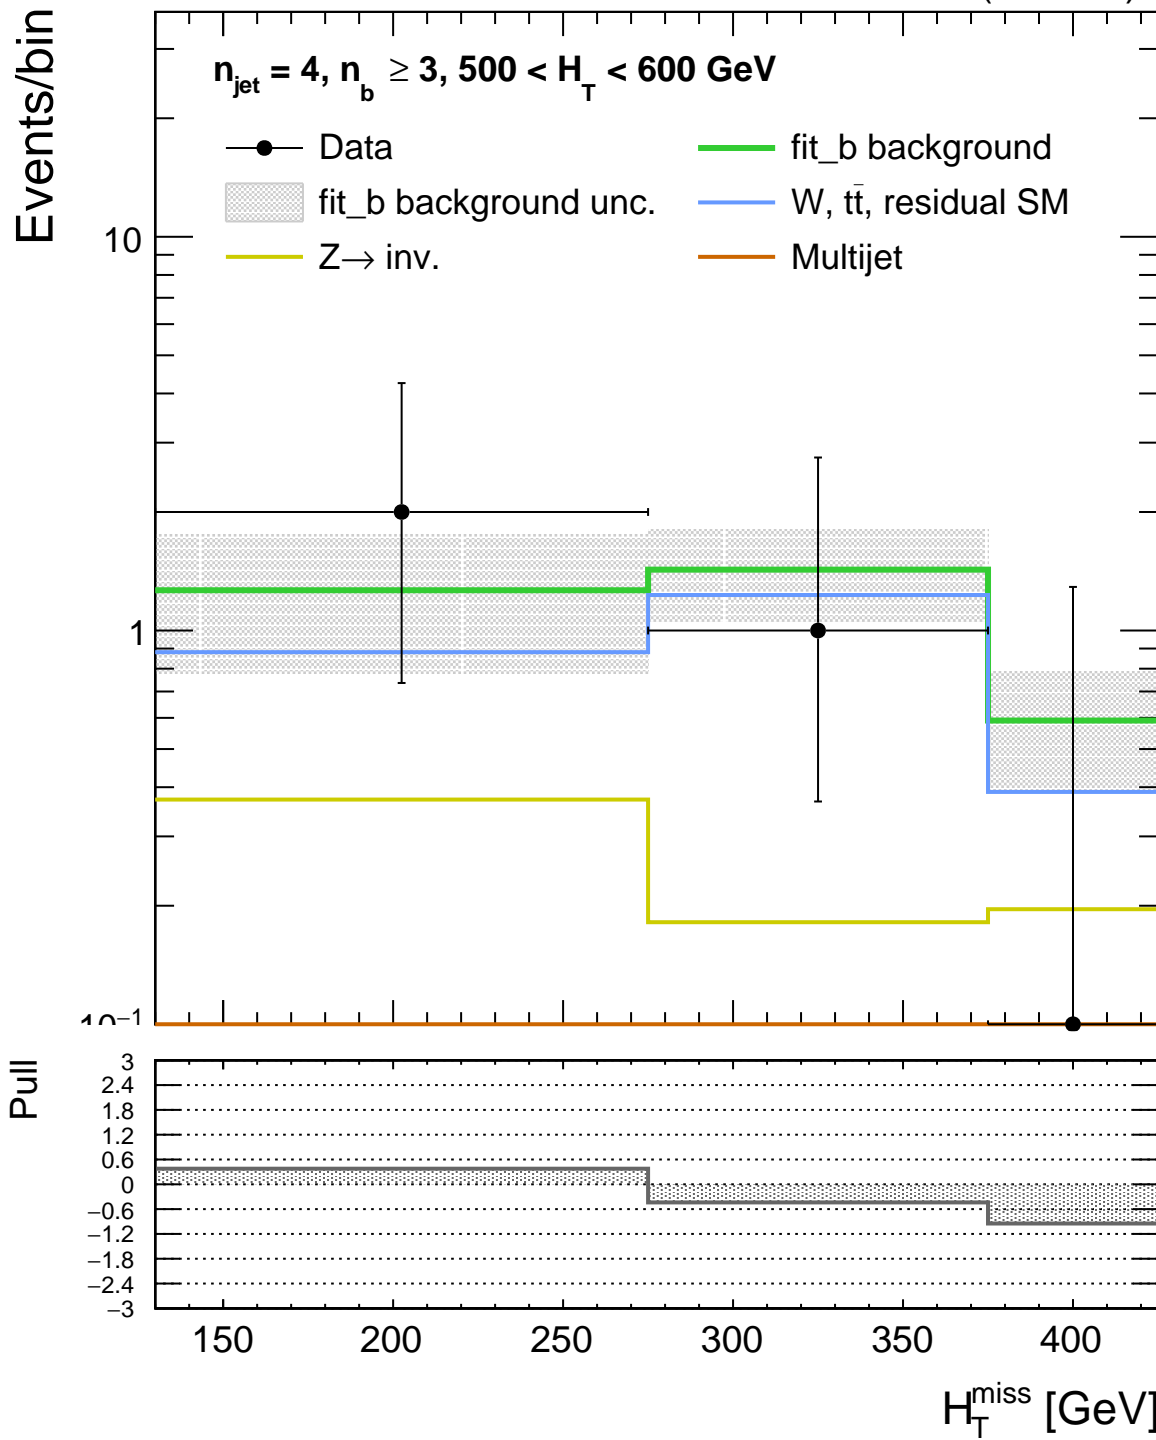 Events/bin
n_jet = 4, n_b ≥ 3, 500 < H_T < 600 GeV
Data
fit_b background
fit_b background unc.
W, tt̄, residual SM
Z→ inv.
Multijet
10
1
10⁻¹
Pull
3
2.4
1.8
1.2
0.6
0
−0.6
−1.2
−1.8
−2.4
−3
150 200 250 300 350 400
H_T^miss [GeV]